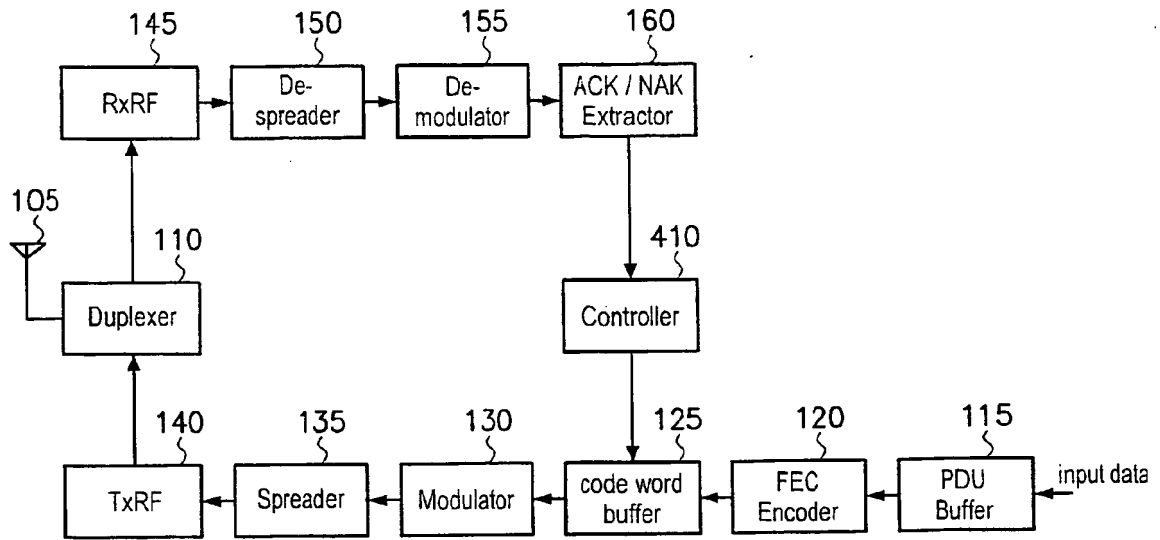 145
150
155
160
RxRF
De-
spreader
De-
modulator
ACK / NAK
Extractor
105
110
410
Duplexer
Controller
140
135
130
125
120
115
TxRF
Spreader
Modulator
code word
buffer
FEC
Encoder
PDU
Buffer
input data